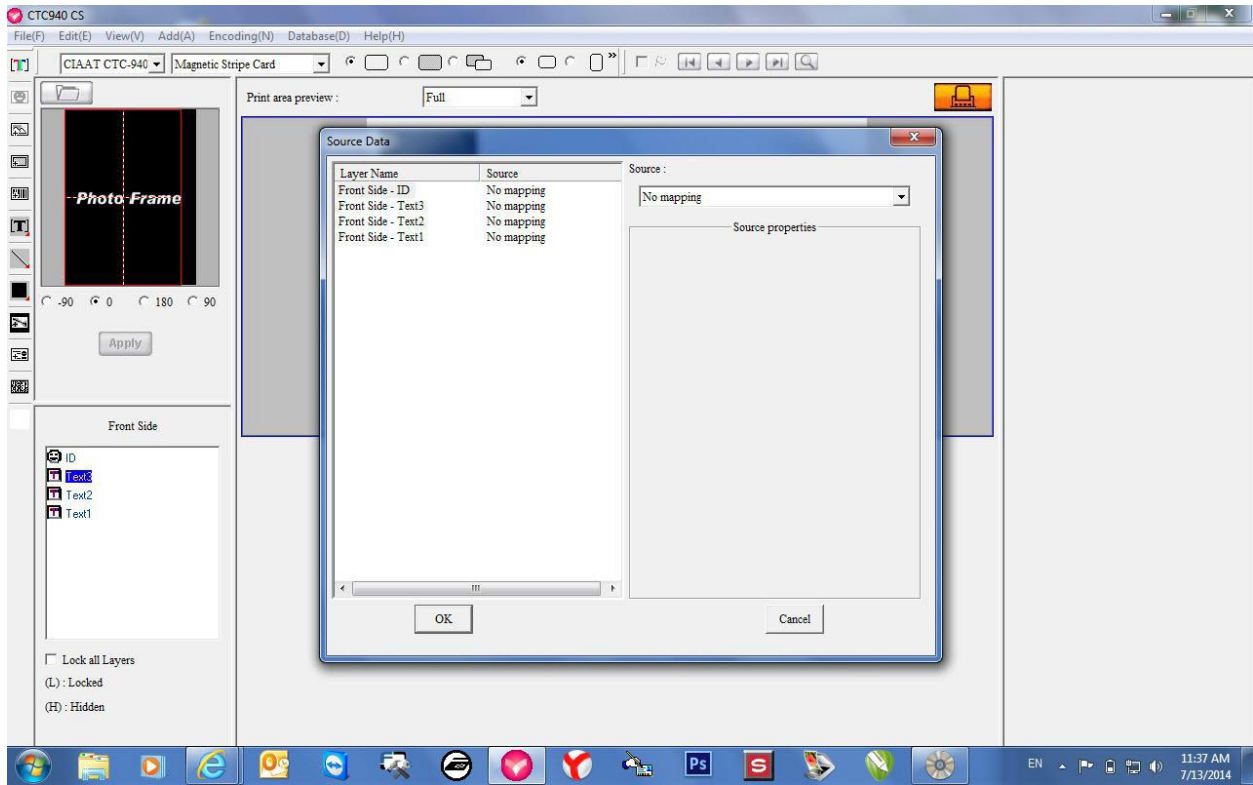 CTC940 CS
File(F) Edit(E) View(V) Add(A) Encoding(N) Database(D) Help(H)
[T] CIAAT CTC-940 Magnetic Stripe Card
Print area preview : Full
--Photo Frame
-90 0 180 90
Apply
Front Side
ID
Text3
Text2
Text1
Lock all Layers
(L) : Locked
(H) : Hidden
Source Data
Layer Name Source
Front Side - ID No mapping
Front Side - Text3 No mapping
Front Side - Text2 No mapping
Front Side - Text1 No mapping
Source :
No mapping
Source properties
OK Cancel
Ps S EN 11:37 AM
7/13/2014